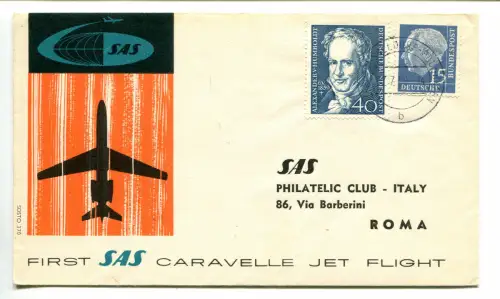 SAS
ALEXANDER V. HUMBOLDT
1859
DEUTSCHE BUNDESPOST
40
15
DEUTSCHE
BUNDESPOST
b
SAS
PHILATELIC CLUB - ITALY
86, Via Barberini
ROMA
FIRST SAS CARAVELLE JET FLIGHT